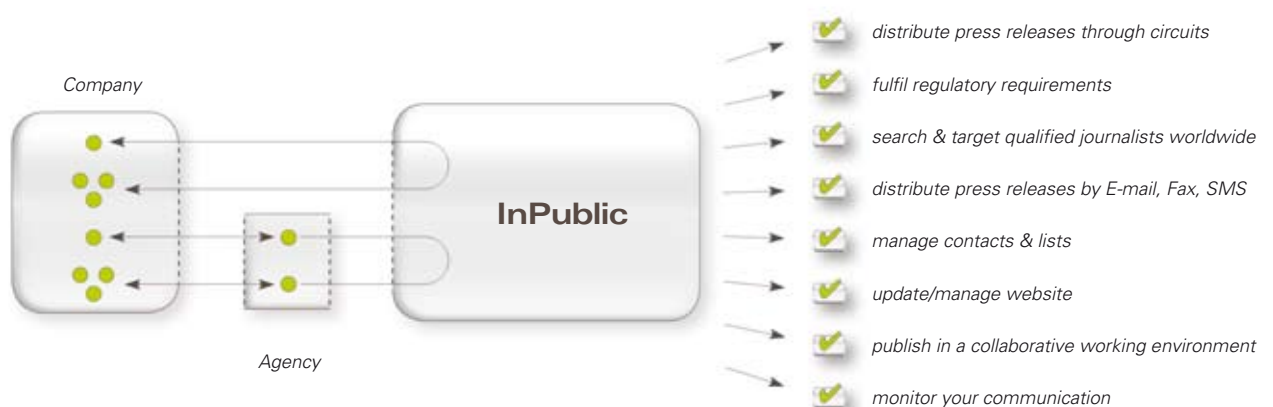 Company
Agency
InPublic
distribute press releases through circuits
fulfil regulatory requirements
search & target qualified journalists worldwide
distribute press releases by E-mail, Fax, SMS
manage contacts & lists
update/manage website
publish in a collaborative working environment
monitor your communication